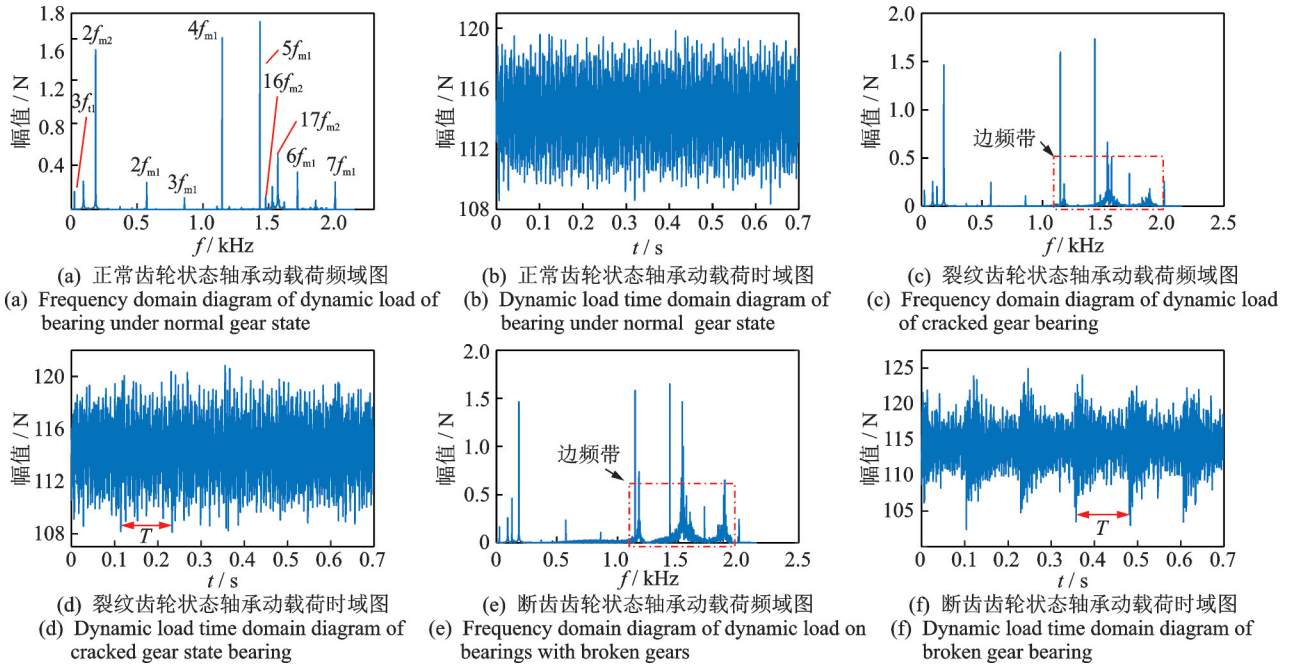 1.8
1.6
1.2
0.8
0.4
幅值 / N
3f_t1
2f_m2
2f_m1
3f_m1
4f_m1
5f_m1
16f_m2
17f_m2
6f_m1
7f_m1
0 0.5 1.0 1.5 2.0
f / kHz
(a) 正常齿轮状态轴承动载荷频域图
(a) Frequency domain diagram of dynamic load of
bearing under normal gear state
120
116
112
108
幅值 / N
0 0.1 0.2 0.3 0.4 0.5 0.6 0.7
t / s
(b) 正常齿轮状态轴承动载荷时域图
(b) Dynamic load time domain diagram of
bearing under normal gear state
2.0
1.5
1.0
0.5
0
幅值 / N
边频带
0 0.5 1.0 1.5 2.0 2.5
f / kHz
(c) 裂纹齿轮状态轴承动载荷频域图
(c) Frequency domain diagram of dynamic load
of cracked gear bearing
120
116
112
108
幅值 / N
T
0 0.1 0.2 0.3 0.4 0.5 0.6 0.7
t / s
(d) 裂纹齿轮状态轴承动载荷时域图
(d) Dynamic load time domain diagram of
cracked gear state bearing
2.0
1.5
1.0
0.5
0
幅值 / N
边频带
0 0.5 1.0 1.5 2.0 2.5
f / kHz
(e) 断齿齿轮状态轴承动载荷频域图
(e) Frequency domain diagram of dynamic load on
bearings with broken gears
125
120
115
110
105
幅值 / N
T
0 0.1 0.2 0.3 0.4 0.5 0.6 0.7
t / s
(f) 断齿齿轮状态轴承动载荷时域图
(f) Dynamic load time domain diagram of
broken gear bearing